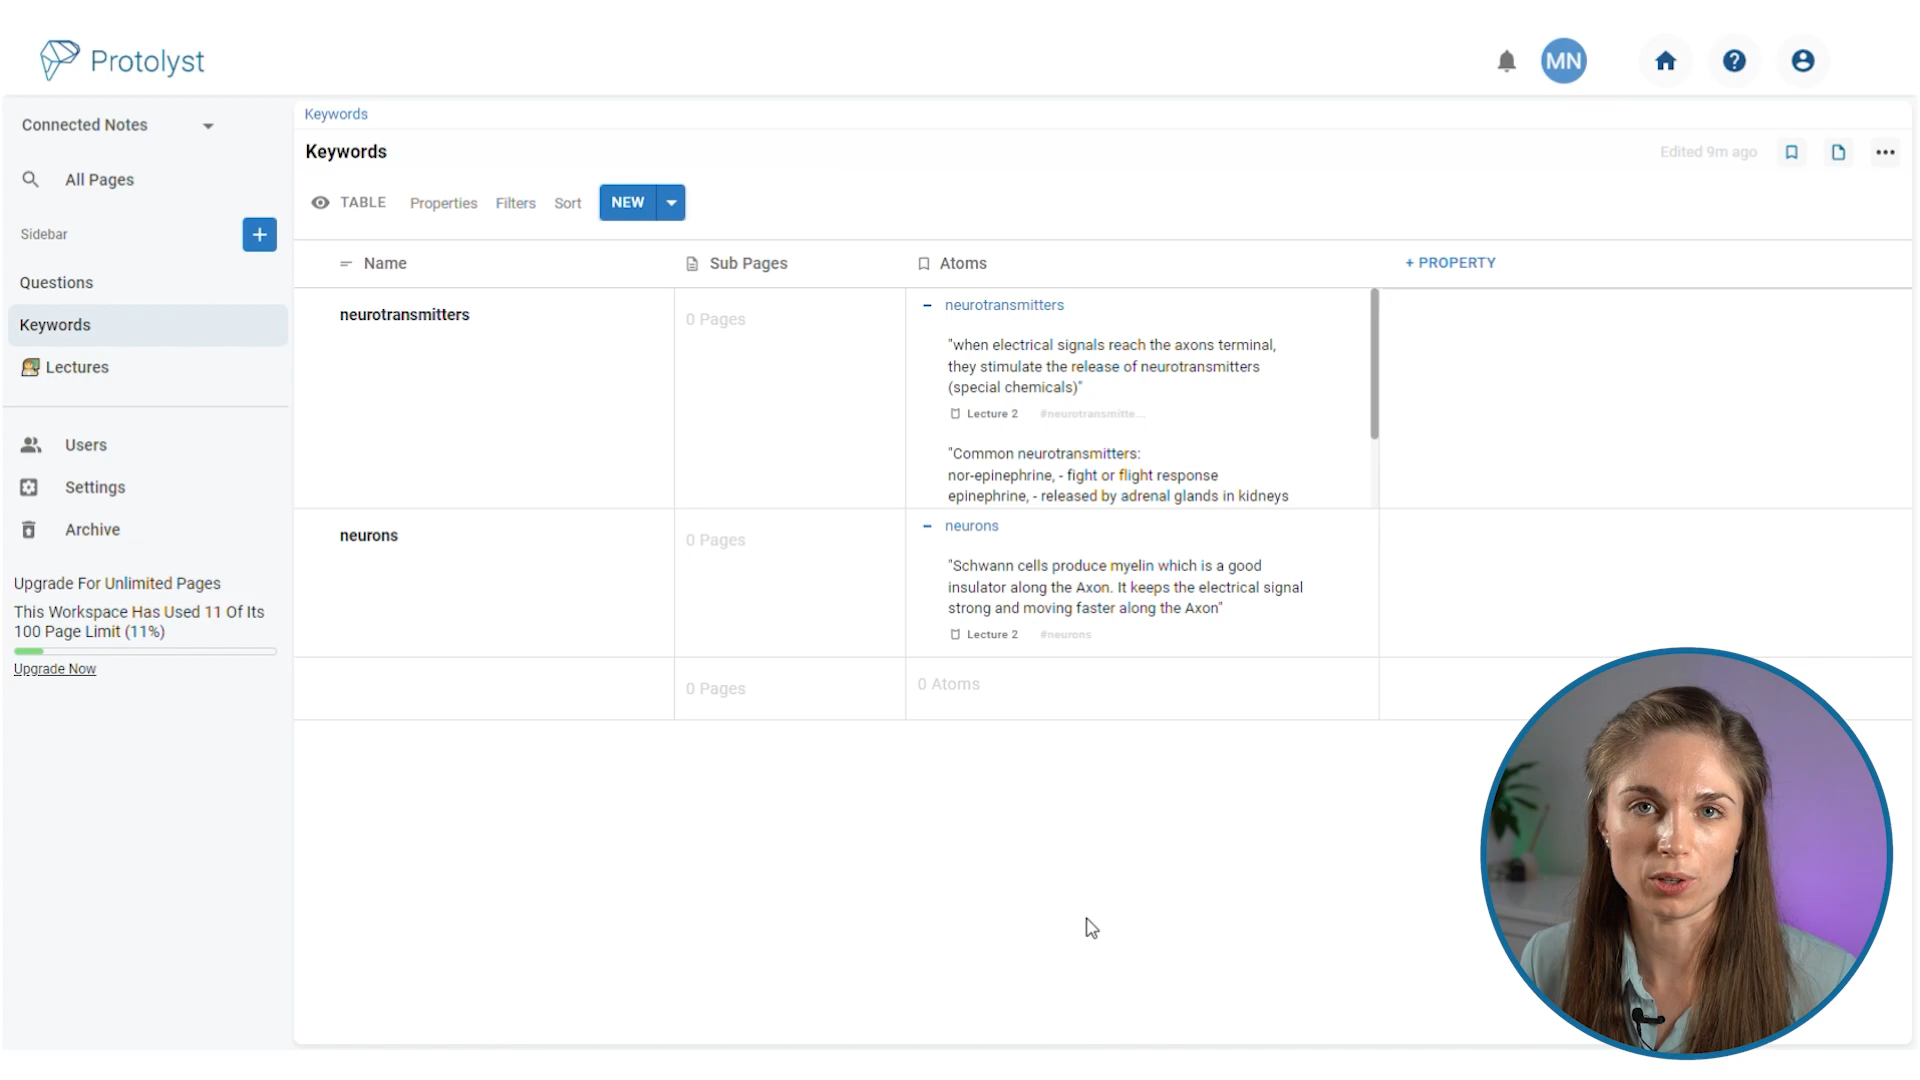 Protolyst
MN
Connected Notes
All Pages
Sidebar
Questions
Keywords
Lectures
Users
Settings
Archive
Upgrade For Unlimited Pages
This Workspace Has Used 11 Of Its
100 Page Limit (11%)
Upgrade Now
Keywords
Keywords
Edited 9m ago
TABLE
Properties
Filters
Sort
NEW
Name
Sub Pages
Atoms
+ PROPERTY
neurotransmitters
0 Pages
neurotransmitters
"when electrical signals reach the axons terminal,
they stimulate the release of neurotransmitters
(special chemicals)"
Lecture 2 #neurotransmitte...
"Common neurotransmitters:
nor-epinephrine, - fight or flight response
epinephrine, - released by adrenal glands in kidneys
neurons
0 Pages
neurons
"Schwann cells produce myelin which is a good
insulator along the Axon. It keeps the electrical signal
strong and moving faster along the Axon"
Lecture 2 #neurons
0 Pages
0 Atoms